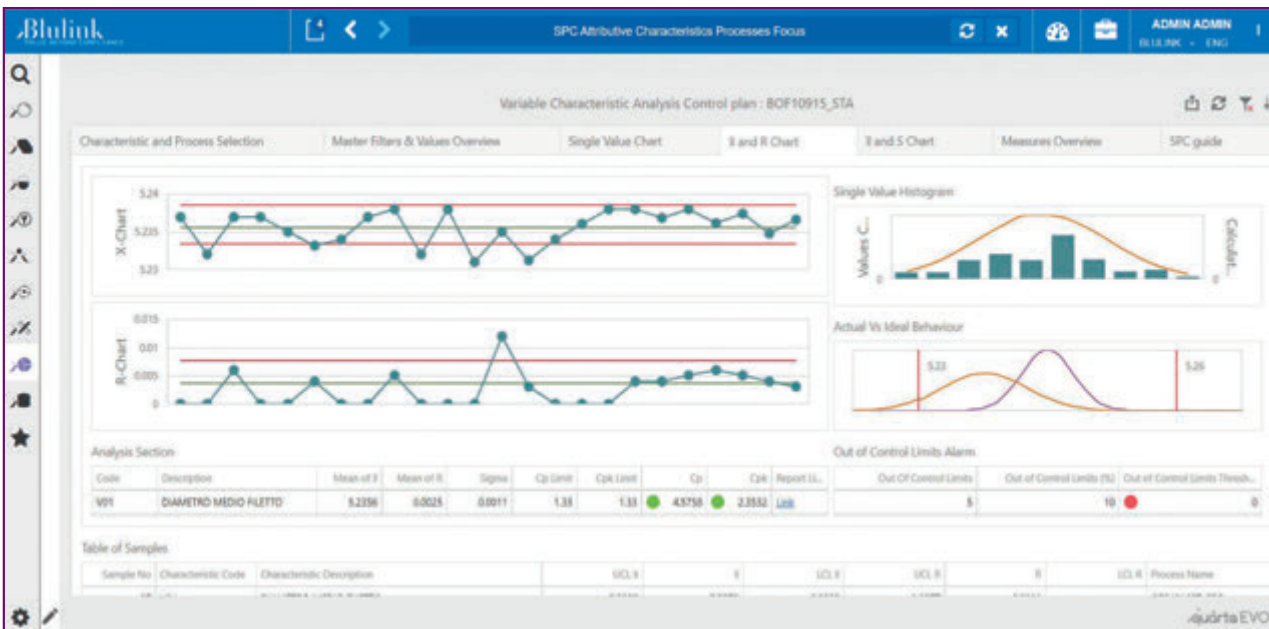 Blulink
4
SPC Attributive Characteristics Processes Focus
ADMIN ADMIN
BLULINK - ENG
Variable Characteristic Analysis Control plan : BOF10915_STA
Characteristic and Process Selection
Master Filters & Values Overview
Single Value Chart
X and R Chart
X and S Chart
Measures Overview
SPC guide
X-Chart
5.24
5.235
5.23
Single Value Histogram
Values C...
0
Calculat...
0
R-Chart
0.015
0.01
0.005
0
Actual Vs Ideal Behaviour
5.23
5.26
Analysis Section
Code Description Mean of X Mean of R Sigma Cp Limit Cpk Limit Cp Cpk Report Li...
V01 DIAMETRO MEDIO FILETTO 5.2356 0.0025 0.0011 1.33 1.33 4.5758 2.3532 Link
Out of Control Limits Alarm
Out Of Control Limits Out of Control Limits (%) Out of Control Limits Thresh...
5 10 0
Table of Samples
Sample No Characteristic Code Characteristic Description UCL X X LCL X UCL R R LCL R Process Name
quarta EVO